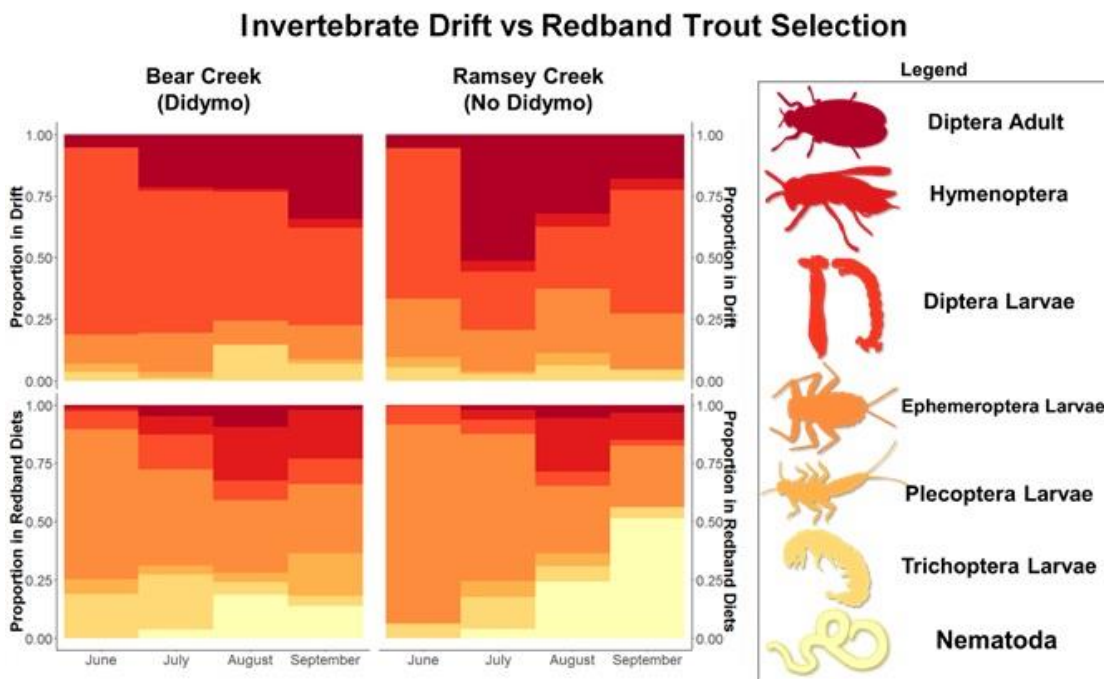 Invertebrate Drift vs Redband Trout Selection
Bear Creek
(Didymo)
Ramsey Creek
(No Didymo)
Proportion in Drift
1.00
0.75
0.50
0.25
0.00
1.00
0.75
0.50
0.25
0.00
Proportion in Drift
Proportion in Redband Diets
1.00
0.75
0.50
0.25
0.00
1.00
0.75
0.50
0.25
0.00
Proportion in Redband Diets
June July August September
June July August September
Legend
Diptera Adult
Hymenoptera
Diptera Larvae
Ephemeroptera Larvae
Plecoptera Larvae
Trichoptera Larvae
Nematoda